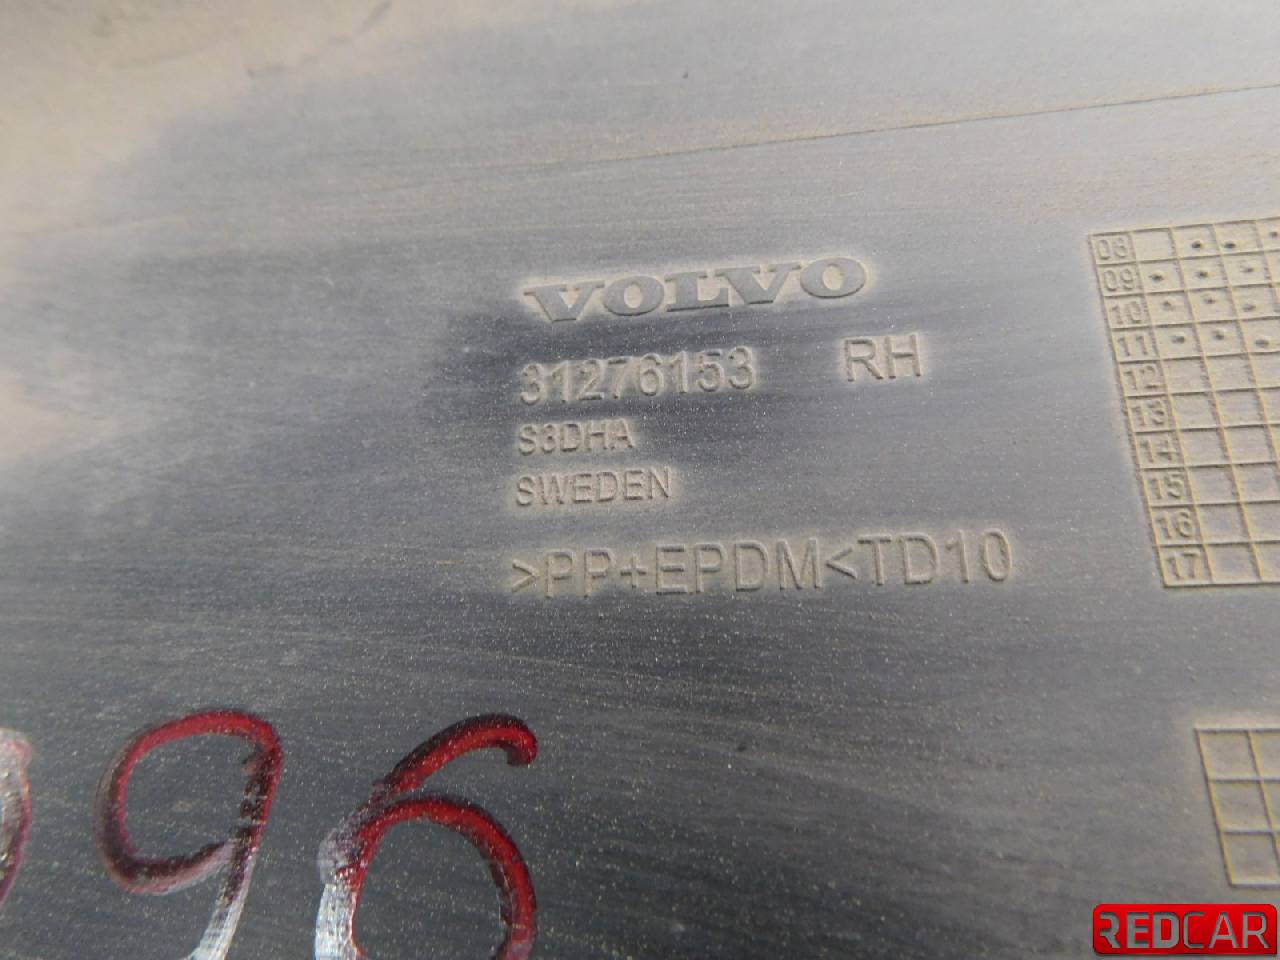 VOLVO
31276153 RH
S3DHA
SWEDEN
>PP+EPDM<TD10
08
09
10
11
12
13
14
15
16
17
96
REDCAR